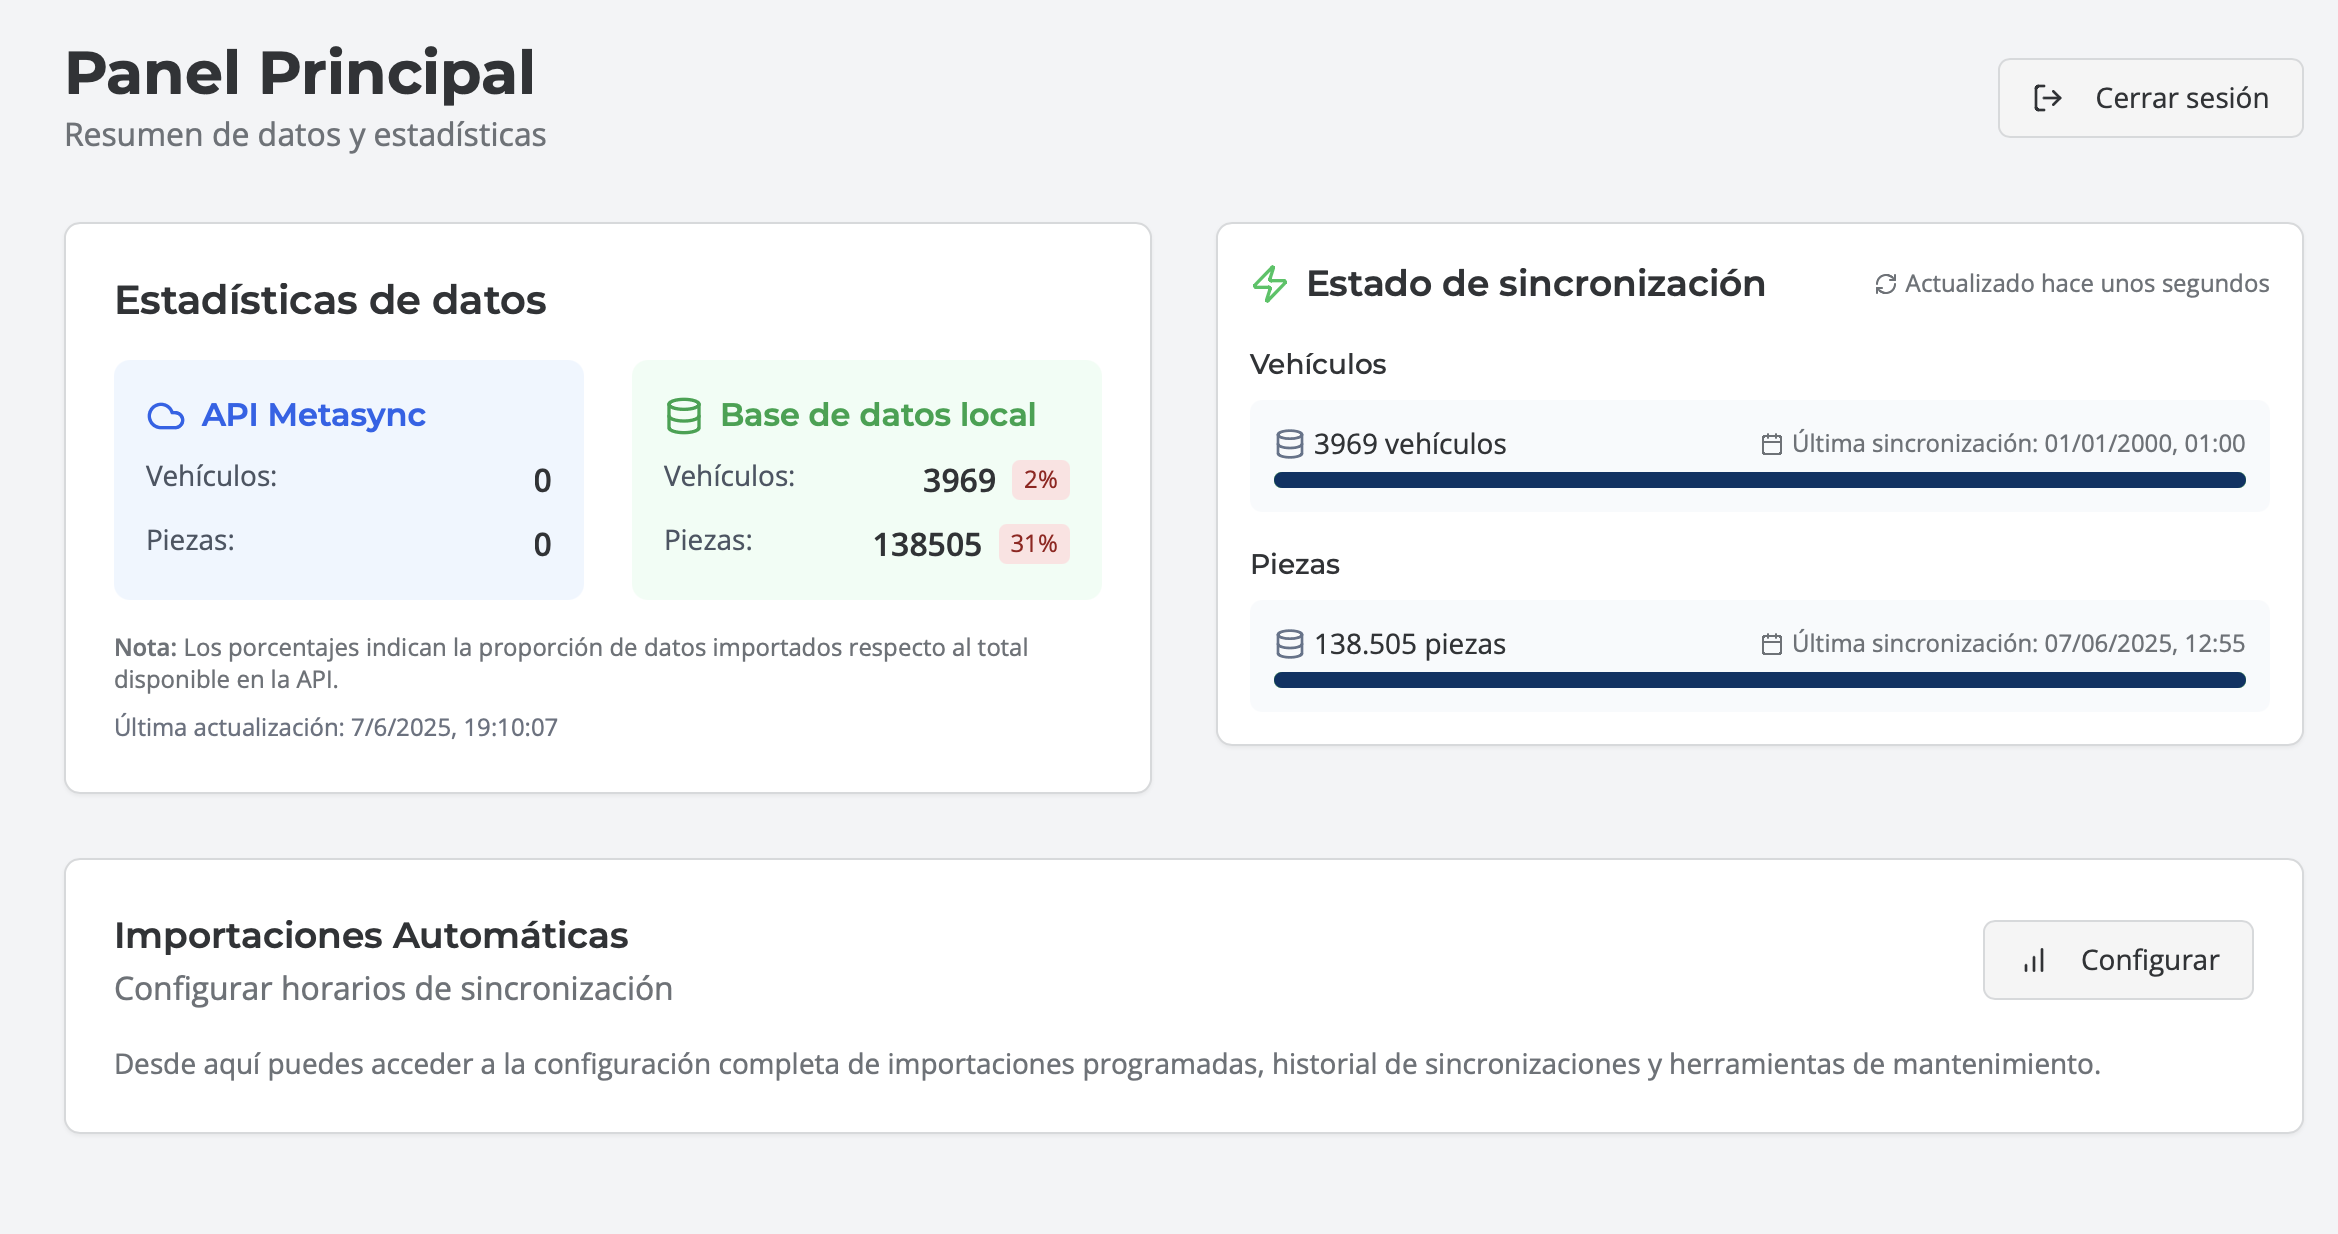 Panel Principal
Resumen de datos y estadísticas
Cerrar sesión
Estadísticas de datos
API Metasync
Vehículos: 0
Piezas: 0
Base de datos local
Vehículos: 3969 2%
Piezas: 138505 31%
Nota: Los porcentajes indican la proporción de datos importados respecto al total
disponible en la API.
Última actualización: 7/6/2025, 19:10:07
Estado de sincronización
Actualizado hace unos segundos
Vehículos
3969 vehículos
Última sincronización: 01/01/2000, 01:00
Piezas
138.505 piezas
Última sincronización: 07/06/2025, 12:55
Importaciones Automáticas
Configurar horarios de sincronización
Configurar
Desde aquí puedes acceder a la configuración completa de importaciones programadas, historial de sincronizaciones y herramientas de mantenimiento.